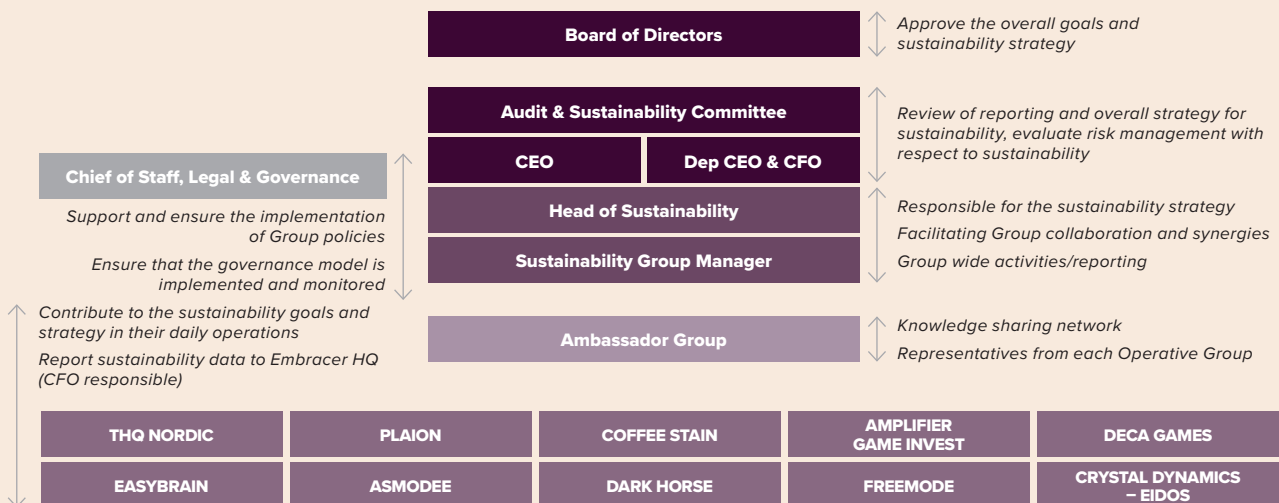 Board of Directors
Approve the overall goals and
sustainability strategy
Audit & Sustainability Committee
Review of reporting and overall strategy for
sustainability, evaluate risk management with
respect to sustainability
CEO
Dep CEO & CFO
Chief of Staff, Legal & Governance
Support and ensure the implementation
of Group policies
Ensure that the governance model is
implemented and monitored
Head of Sustainability
Sustainability Group Manager
Responsible for the sustainability strategy
Facilitating Group collaboration and synergies
Group wide activities/reporting
Contribute to the sustainability goals and
strategy in their daily operations
Report sustainability data to Embracer HQ
(CFO responsible)
Ambassador Group
Knowledge sharing network
Representatives from each Operative Group
THQ NORDIC
PLAION
COFFEE STAIN
AMPLIFIER
GAME INVEST
DECA GAMES
EASYBRAIN
ASMODEE
DARK HORSE
FREEMODE
CRYSTAL DYNAMICS
– EIDOS